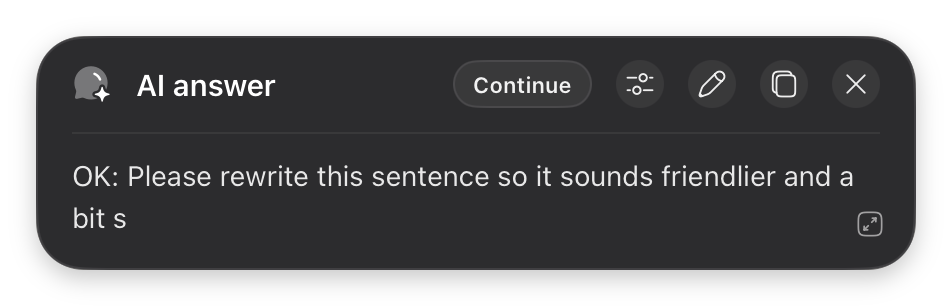 AI answer
Continue
OK: Please rewrite this sentence so it sounds friendlier and a
bit s